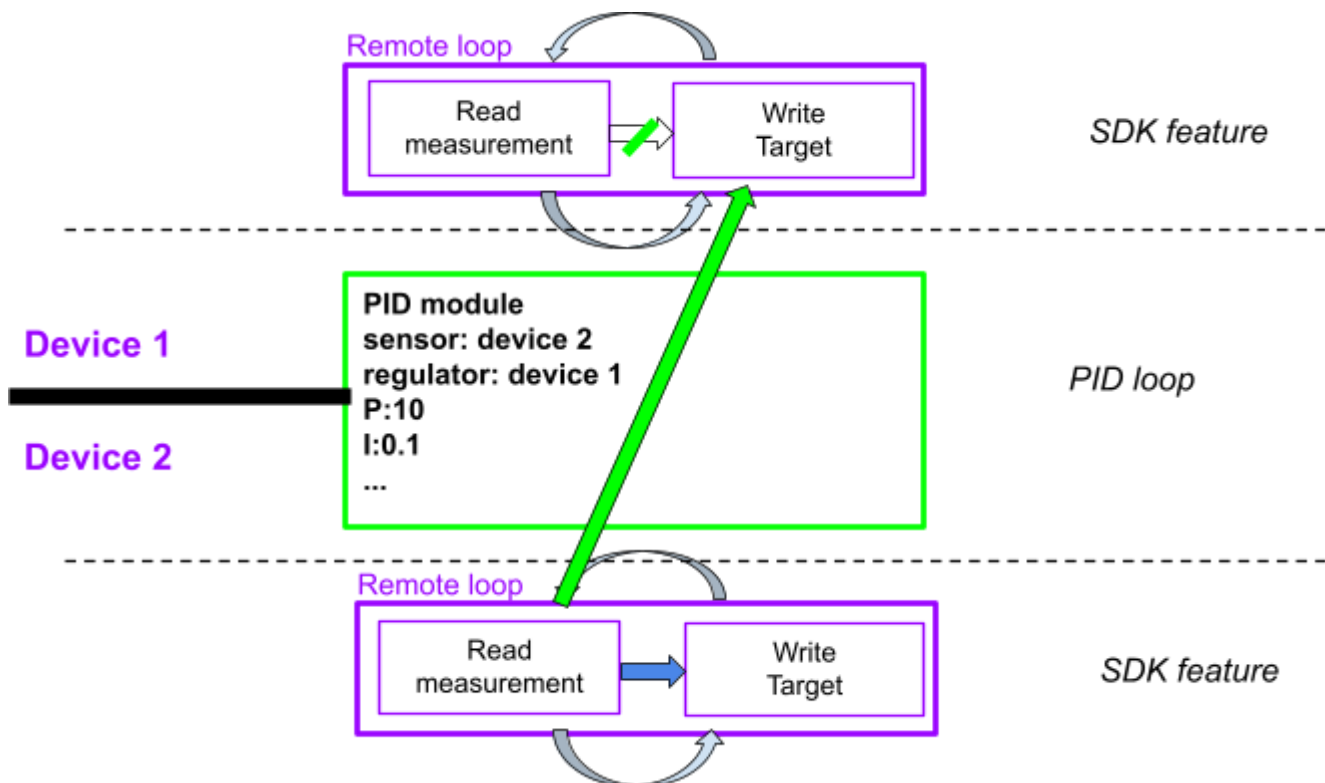 Remote loop
Read
measurement
Write
Target
SDK feature
Device 1
Device 2
PID module
sensor: device 2
regulator: device 1
P:10
I:0.1
...
PID loop
Remote loop
Read
measurement
Write
Target
SDK feature